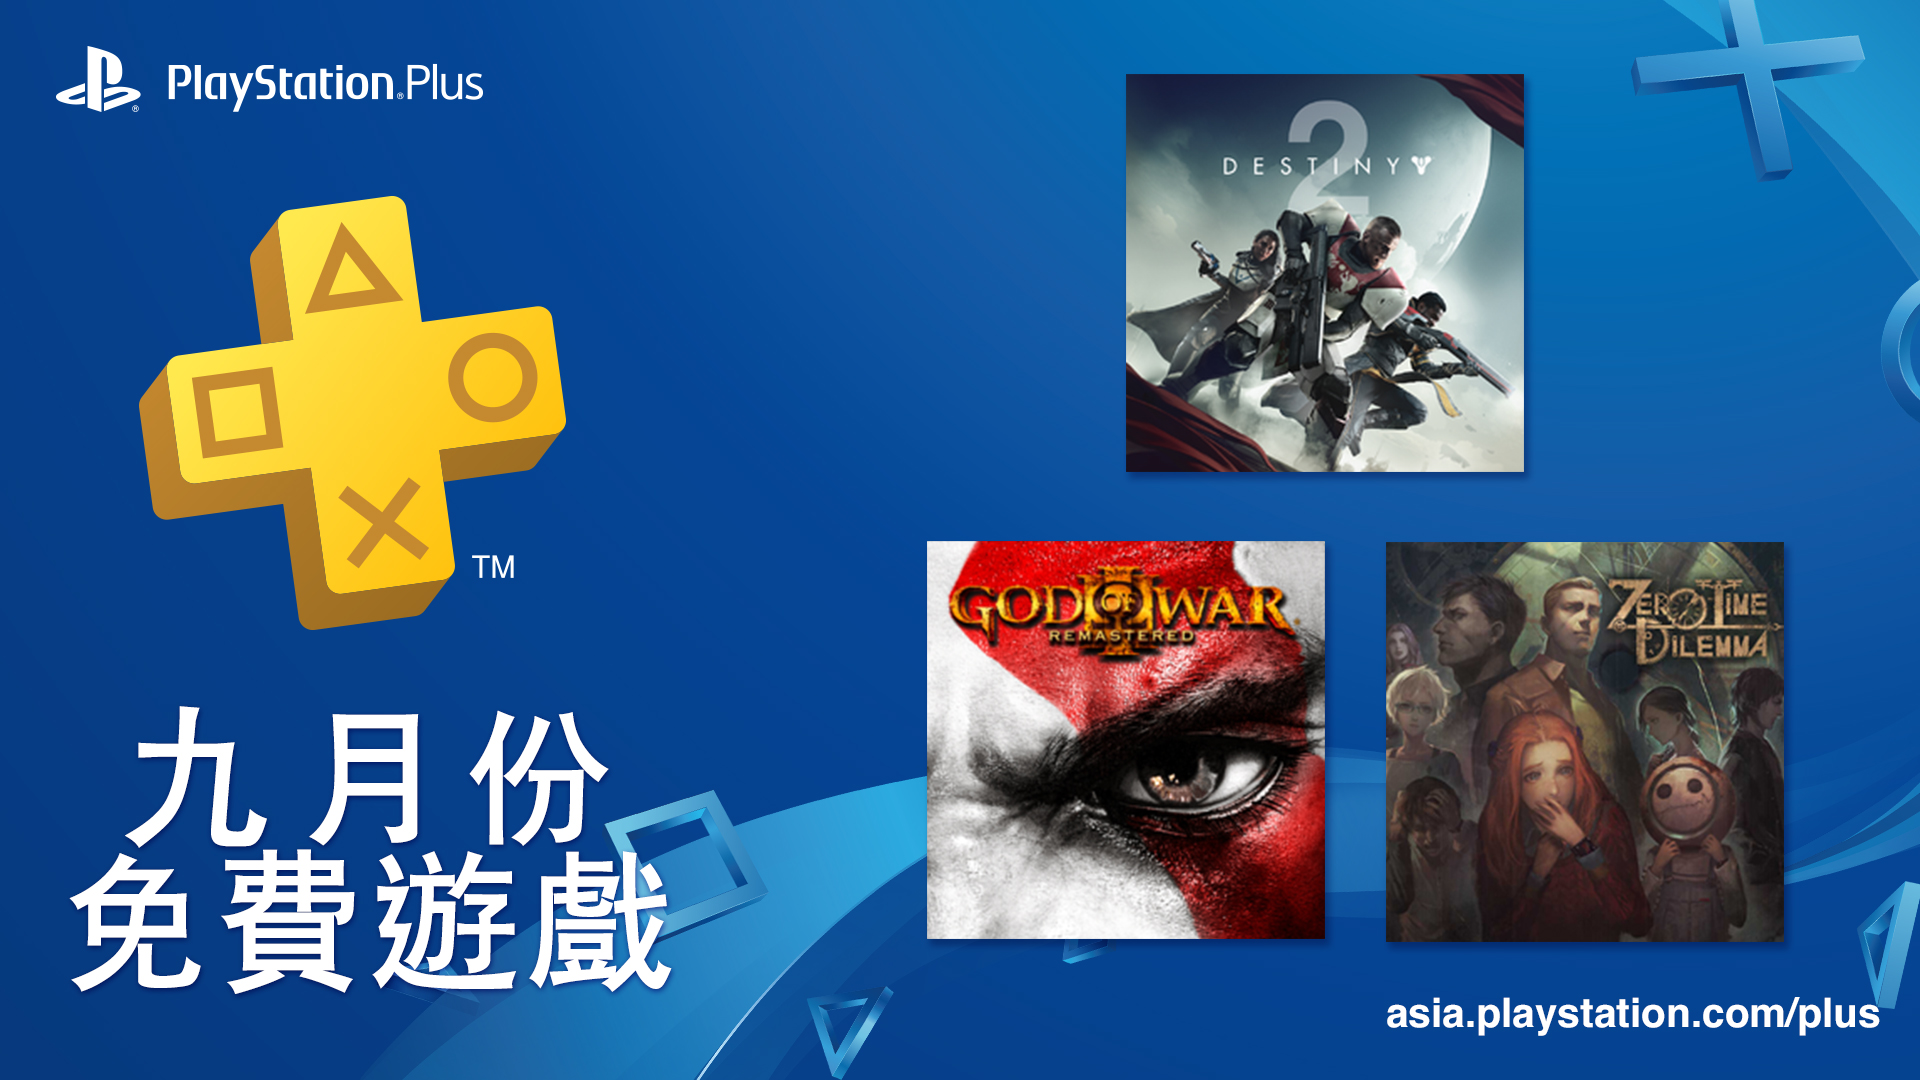 PlayStation®Plus
TM
九月份
免費遊戲
2
DESTINY
GOD OF WAR III
REMASTERED
ZERO TIME
DILEMMA
asia.playstation.com/plus